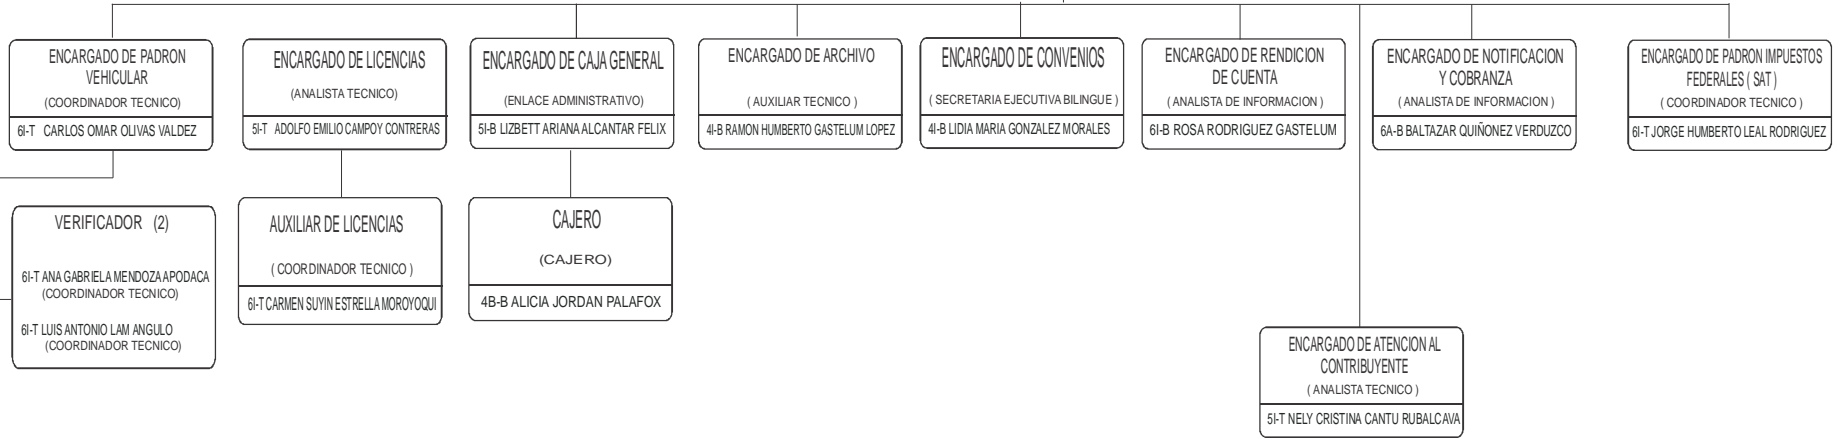 ENCARGADO DE PADRON
VEHICULAR
(COORDINADOR TECNICO)
6I-T CARLOS OMAR OLIVAS VALDEZ
ENCARGADO DE LICENCIAS
(ANALISTA TECNICO)
5I-T ADOLFO EMILIO CAMPOY CONTRERAS
ENCARGADO DE CAJA GENERAL
(ENLACE ADMINISTRATIVO)
5I-B LIZBETT ARIANA ALCANTAR FELIX
ENCARGADO DE ARCHIVO
( AUXILIAR TECNICO )
4I-B RAMON HUMBERTO GASTELUM LOPEZ
ENCARGADO DE CONVENIOS
( SECRETARIA EJECUTIVA BILINGUE )
4I-B LIDIA MARIA GONZALEZ MORALES
ENCARGADO DE RENDICION
DE CUENTA
( ANALISTA DE INFORMACION )
6I-B ROSA RODRIGUEZ GASTELUM
ENCARGADO DE NOTIFICACION
Y COBRANZA
( ANALISTA DE INFORMACION )
6A-B BALTAZAR QUIÑONEZ VERDUZCO
ENCARGADO DE PADRON IMPUESTOS
FEDERALES ( SAT )
( COORDINADOR TECNICO )
6I-T JORGE HUMBERTO LEAL RODRIGUEZ
VERIFICADOR (2)
6I-T ANA GABRIELA MENDOZA APODACA
(COORDINADOR TECNICO)
6I-T LUIS ANTONIO LAM ANGULO
(COORDINADOR TECNICO)
AUXILIAR DE LICENCIAS
( COORDINADOR TECNICO )
6I-T CARMEN SUYIN ESTRELLA MOROYOQUI
CAJERO
(CAJERO)
4B-B ALICIA JORDAN PALAFOX
ENCARGADO DE ATENCION AL
CONTRIBUYENTE
( ANALISTA TECNICO )
5I-T NELY CRISTINA CANTU RUBALCAVA